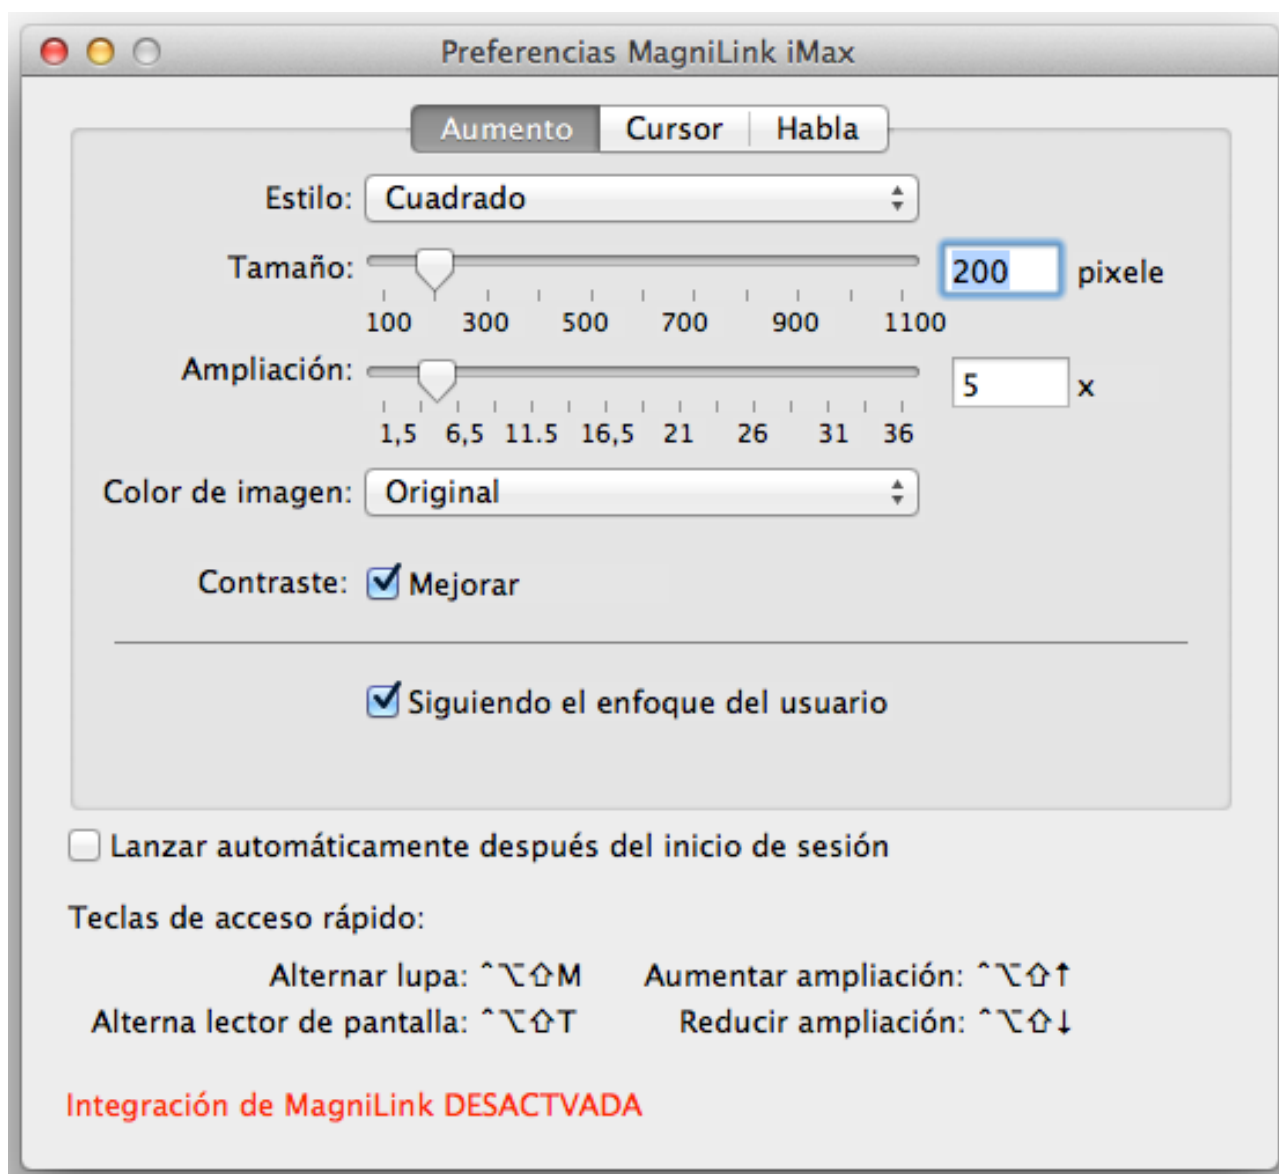 Preferencias MagniLink iMax
Aumento Cursor Habla
Estilo: Cuadrado
Tamaño: 200 pixele
100 300 500 700 900 1100
Ampliación: 5 x
1,5 6,5 11.5 16,5 21 26 31 36
Color de imagen: Original
Contraste: Mejorar
Siguiendo el enfoque del usuario
Lanzar automáticamente después del inicio de sesión
Teclas de acceso rápido:
Alternar lupa: ⌃⌥⇧M Aumentar ampliación: ⌃⌥⇧↑
Alterna lector de pantalla: ⌃⌥⇧T Reducir ampliación: ⌃⌥⇧↓
Integración de MagniLink DESACTVADA